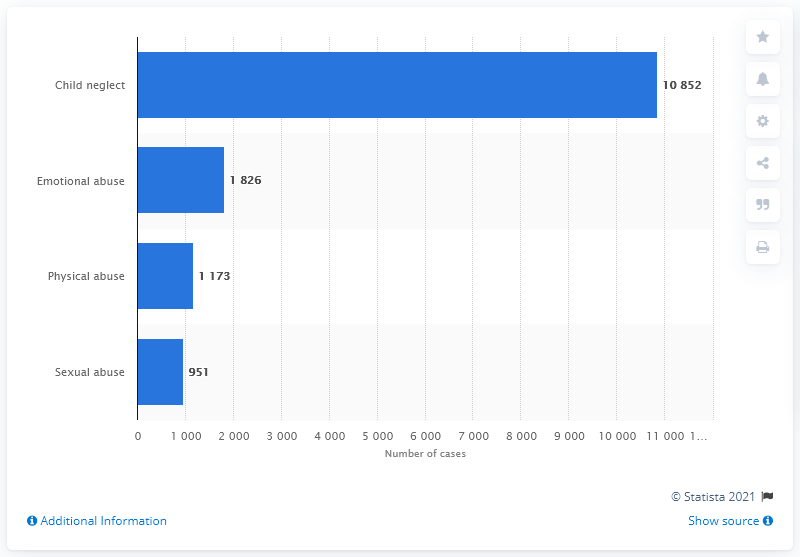 Child neglect
10 852
Emotional abuse
1 826
Physical abuse
1 173
Sexual abuse
951
0 1 000 2 000 3 000 4 000 5 000 6 000 7 000 8 000 9 000 10 000 11 000 1...
Number of cases
© Statista 2021
Additional Information
Show source